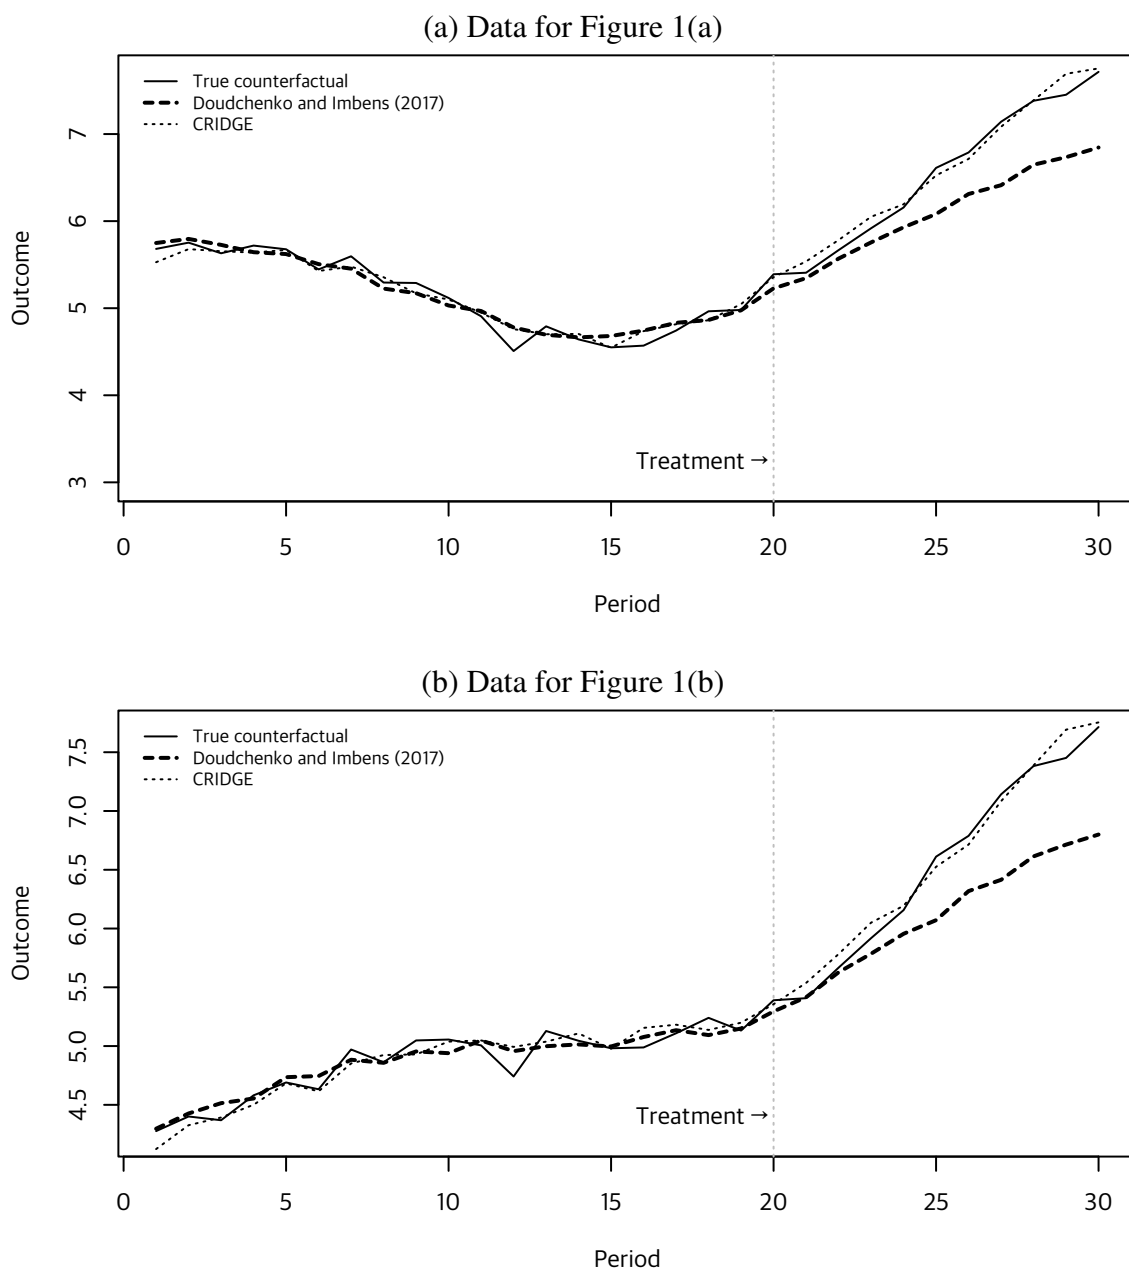 (a) Data for Figure 1(a)
True counterfactual
Doudchenko and Imbens (2017)
CRIDGE
7
6
5
4
3
Outcome
Treatment →
0 5 10 15 20 25 30
Period
(b) Data for Figure 1(b)
True counterfactual
Doudchenko and Imbens (2017)
CRIDGE
7.5
7.0
6.5
6.0
5.5
5.0
4.5
Outcome
Treatment →
0 5 10 15 20 25 30
Period